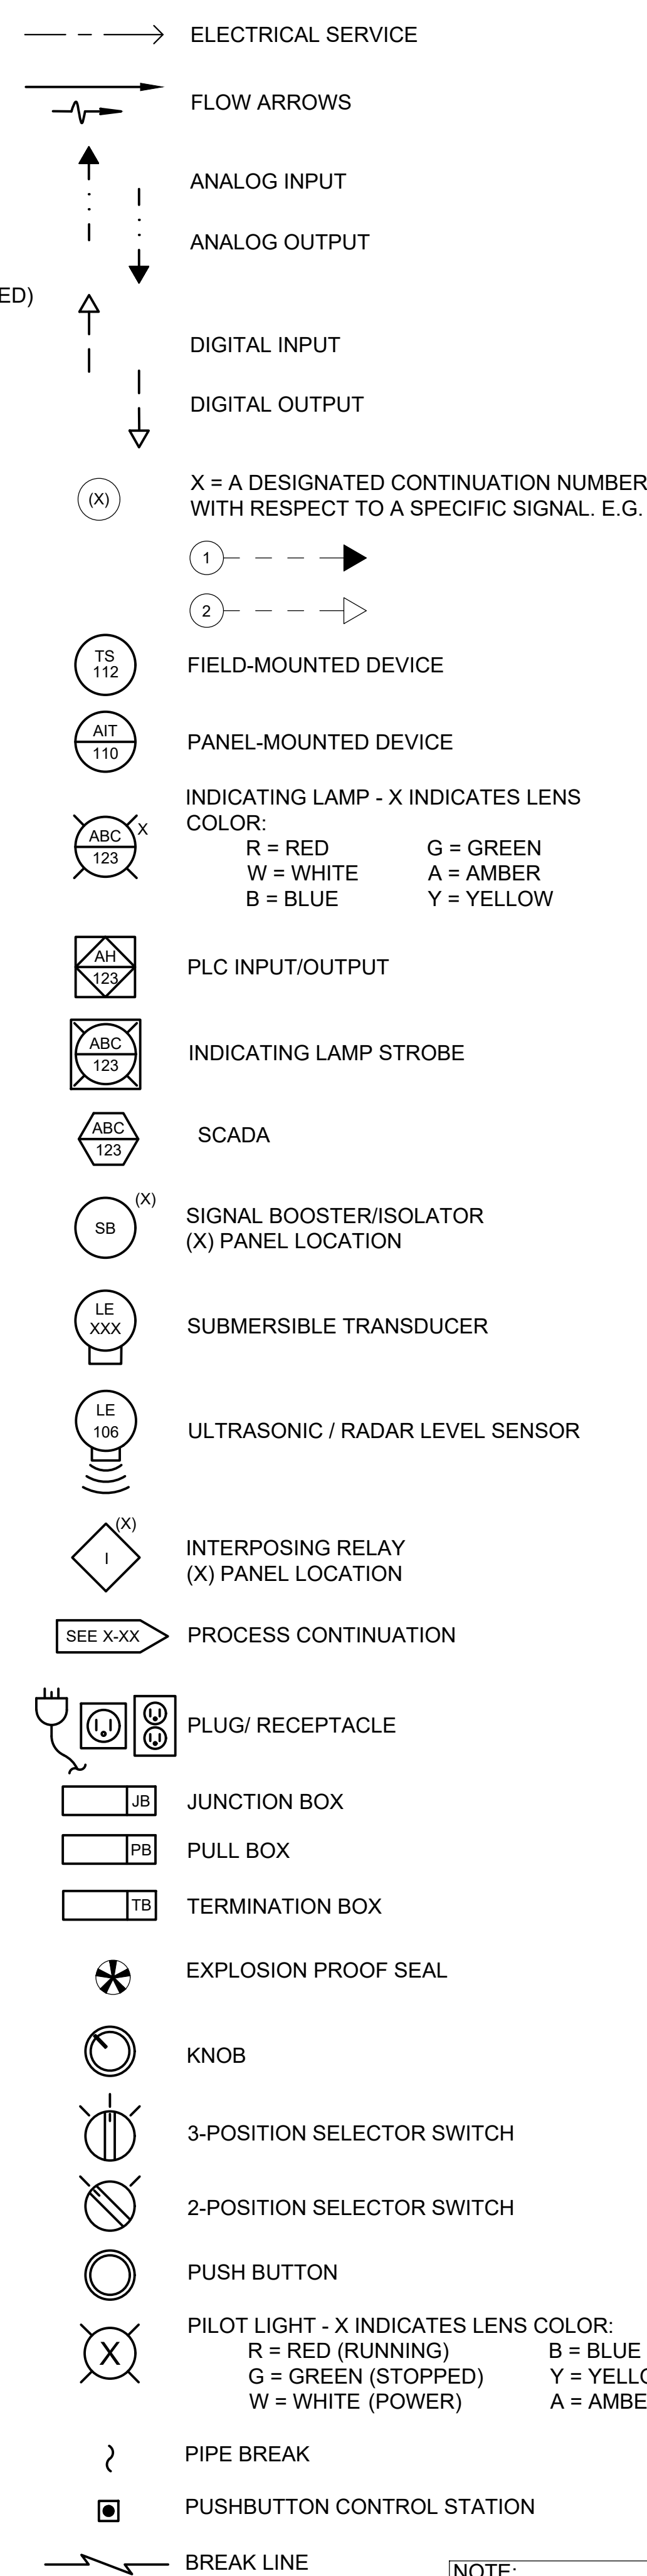 ELECTRICAL SERVICE
FLOW ARROWS
ANALOG INPUT
ANALOG OUTPUT
ED)
DIGITAL INPUT
DIGITAL OUTPUT
(X)
X = A DESIGNATED CONTINUATION NUMBER
WITH RESPECT TO A SPECIFIC SIGNAL. E.G.
1
2
TS
112
FIELD-MOUNTED DEVICE
AIT
110
PANEL-MOUNTED DEVICE
INDICATING LAMP - X INDICATES LENS
COLOR:
ABC
123
X
R = RED G = GREEN
W = WHITE A = AMBER
B = BLUE Y = YELLOW
AH
123
PLC INPUT/OUTPUT
ABC
123
INDICATING LAMP STROBE
ABC
123
SCADA
SB
(X)
SIGNAL BOOSTER/ISOLATOR
(X) PANEL LOCATION
LE
XXX
SUBMERSIBLE TRANSDUCER
LE
106
ULTRASONIC / RADAR LEVEL SENSOR
I
(X)
INTERPOSING RELAY
(X) PANEL LOCATION
SEE X-XX
PROCESS CONTINUATION
PLUG/ RECEPTACLE
JB
JUNCTION BOX
PB
PULL BOX
TB
TERMINATION BOX
EXPLOSION PROOF SEAL
KNOB
3-POSITION SELECTOR SWITCH
2-POSITION SELECTOR SWITCH
PUSH BUTTON
X
PILOT LIGHT - X INDICATES LENS COLOR:
R = RED (RUNNING) B = BLUE
G = GREEN (STOPPED) Y = YELLO
W = WHITE (POWER) A = AMBE
PIPE BREAK
PUSHBUTTON CONTROL STATION
BREAK LINE
NOTE: